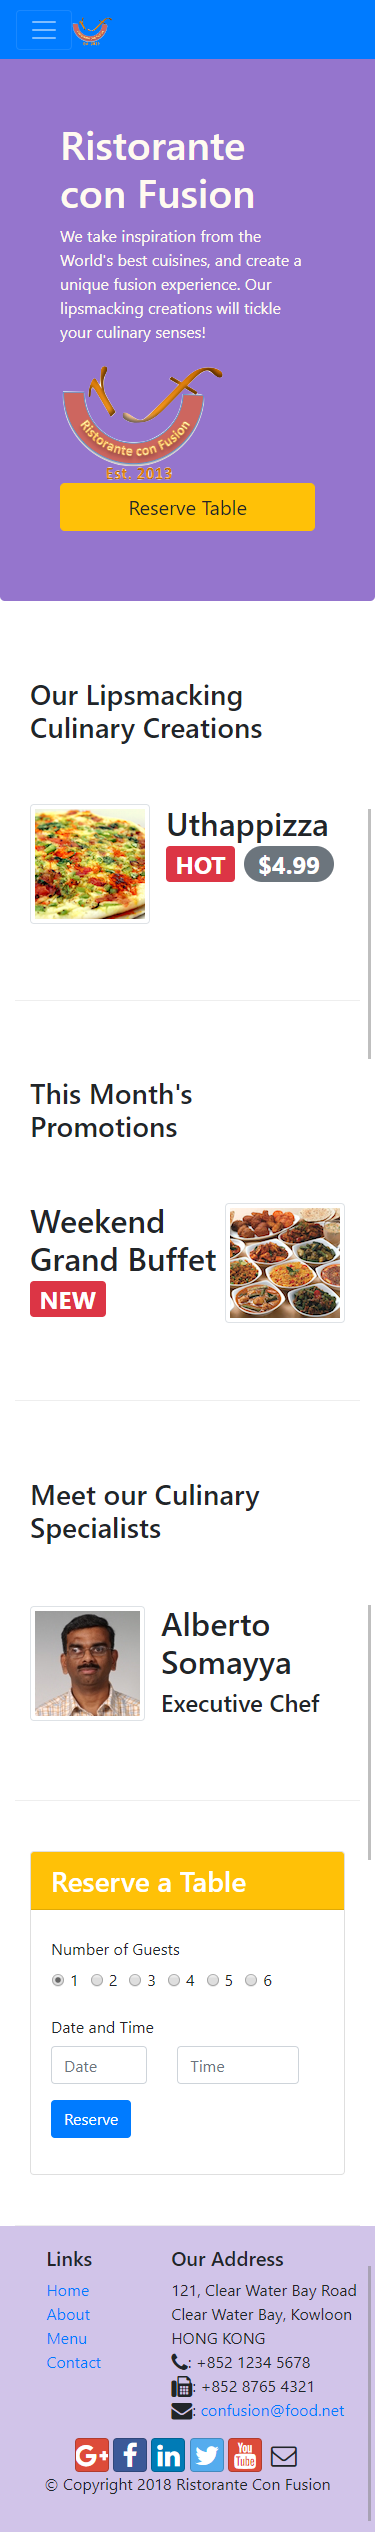 Ristorante
con Fusion
We take inspiration from the
World's best cuisines, and create a
unique fusion experience. Our
lipsmacking creations will tickle
your culinary senses!
Ristorante con Fusion
Est. 2013
Reserve Table
Our Lipsmacking
Culinary Creations
Uthappizza
HOT $4.99
This Month's
Promotions
Weekend
Grand Buffet
NEW
Meet our Culinary
Specialists
Alberto
Somayya
Executive Chef
Reserve a Table
Number of Guests
1 2 3 4 5 6
Date and Time
Date Time
Reserve
Links
Home
About
Menu
Contact
Our Address
121, Clear Water Bay Road
Clear Water Bay, Kowloon
HONG KONG
: +852 1234 5678
: +852 8765 4321
: confusion@food.net
G+ f in You Tube
© Copyright 2018 Ristorante Con Fusion